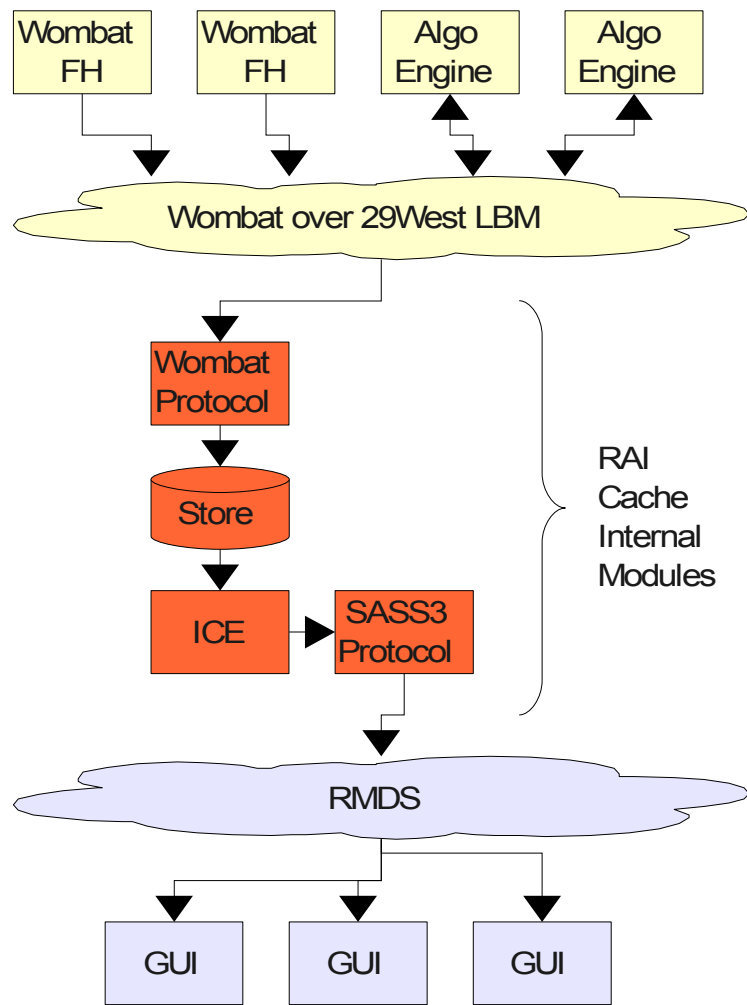 Wombat
FH
Wombat
FH
Algo
Engine
Algo
Engine
Wombat over 29West LBM
Wombat
Protocol
Store
ICE
SASS3
Protocol
RAI
Cache
Internal
Modules
RMDS
GUI
GUI
GUI